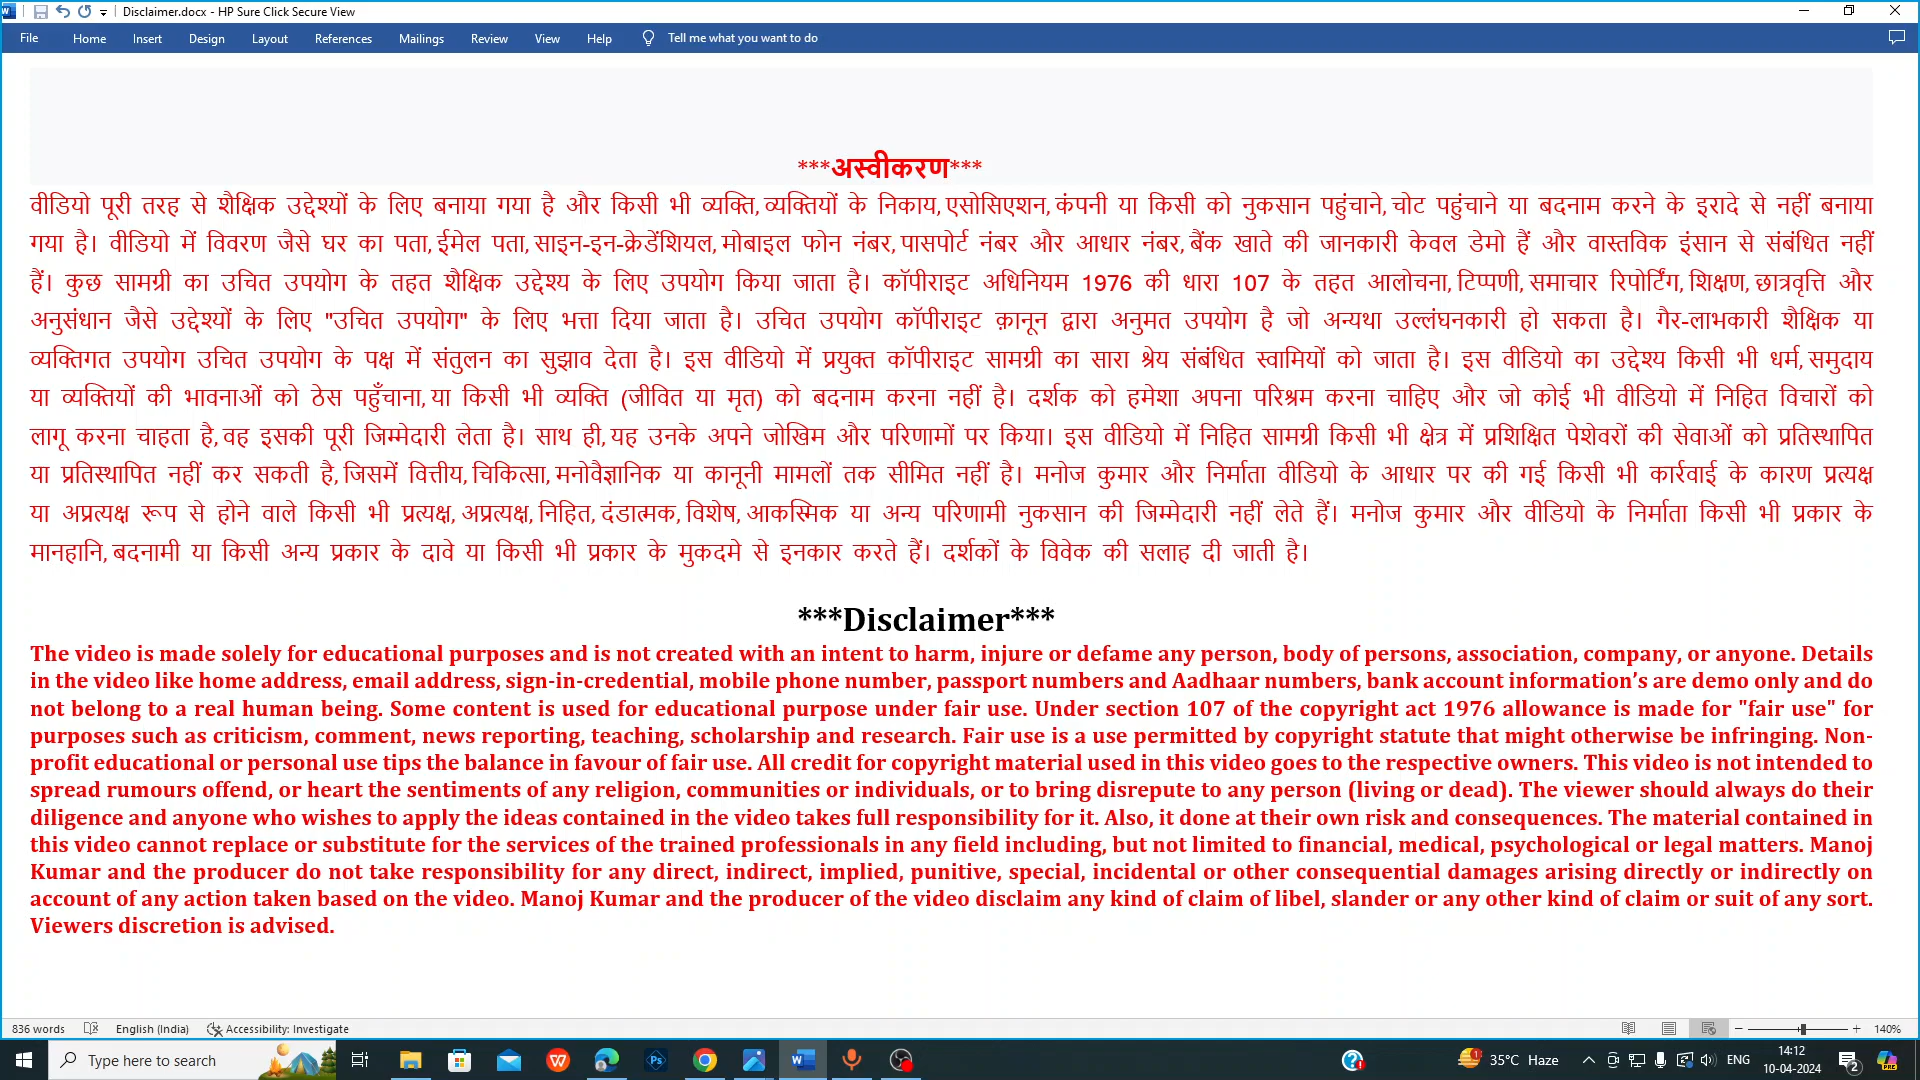 Disclaimer.docx - HP Sure Click Secure View
File Home Insert Design Layout References Mailings Review View Help Tell me what you want to do
***अस्वीकरण***
वीडियो पूरी तरह से शैक्षिक उद्देश्यों के लिए बनाया गया है और किसी भी व्यक्ति, व्यक्तियों के निकाय, एसोसिएशन, कंपनी या किसी को नुकसान पहुंचाने, चोट पहुंचाने या बदनाम करने के इरादे से नहीं बनाया
गया है। वीडियो में विवरण जैसे घर का पता, ईमेल पता, साइन-इन-क्रेडेंशियल, मोबाइल फोन नंबर, पासपोर्ट नंबर और आधार नंबर, बैंक खाते की जानकारी केवल डेमो हैं और वास्तविक इंसान से संबंधित नहीं
हैं। कुछ सामग्री का उचित उपयोग के तहत शैक्षिक उद्देश्य के लिए उपयोग किया जाता है। कॉपीराइट अधिनियम 1976 की धारा 107 के तहत आलोचना, टिप्पणी, समाचार रिपोर्टिंग, शिक्षण, छात्रवृत्ति और
अनुसंधान जैसे उद्देश्यों के लिए "उचित उपयोग" के लिए भत्ता दिया जाता है। उचित उपयोग कॉपीराइट क़ानून द्वारा अनुमत उपयोग है जो अन्यथा उल्लंघनकारी हो सकता है। गैर-लाभकारी शैक्षिक या
व्यक्तिगत उपयोग उचित उपयोग के पक्ष में संतुलन का सुझाव देता है। इस वीडियो में प्रयुक्त कॉपीराइट सामग्री का सारा श्रेय संबंधित स्वामियों को जाता है। इस वीडियो का उद्देश्य किसी भी धर्म, समुदाय
या व्यक्तियों की भावनाओं को ठेस पहुँचाना, या किसी भी व्यक्ति (जीवित या मृत) को बदनाम करना नहीं है। दर्शक को हमेशा अपना परिश्रम करना चाहिए और जो कोई भी वीडियो में निहित विचारों को
लागू करना चाहता है, वह इसकी पूरी जिम्मेदारी लेता है। साथ ही, यह उनके अपने जोखिम और परिणामों पर किया। इस वीडियो में निहित सामग्री किसी भी क्षेत्र में प्रशिक्षित पेशेवरों की सेवाओं को प्रतिस्थापित
या प्रतिस्थापित नहीं कर सकती है, जिसमें वित्तीय, चिकित्सा, मनोवैज्ञानिक या कानूनी मामलों तक सीमित नहीं है। मनोज कुमार और निर्माता वीडियो के आधार पर की गई किसी भी कार्रवाई के कारण प्रत्यक्ष
या अप्रत्यक्ष रूप से होने वाले किसी भी प्रत्यक्ष, अप्रत्यक्ष, निहित, दंडात्मक, विशेष, आकस्मिक या अन्य परिणामी नुकसान की जिम्मेदारी नहीं लेते हैं। मनोज कुमार और वीडियो के निर्माता किसी भी प्रकार के
मानहानि, बदनामी या किसी अन्य प्रकार के दावे या किसी भी प्रकार के मुकदमे से इनकार करते हैं। दर्शकों के विवेक की सलाह दी जाती है।
***Disclaimer***
The video is made solely for educational purposes and is not created with an intent to harm, injure or defame any person, body of persons, association, company, or anyone. Details
in the video like home address, email address, sign-in-credential, mobile phone number, passport numbers and Aadhaar numbers, bank account information’s are demo only and do
not belong to a real human being. Some content is used for educational purpose under fair use. Under section 107 of the copyright act 1976 allowance is made for "fair use" for
purposes such as criticism, comment, news reporting, teaching, scholarship and research. Fair use is a use permitted by copyright statute that might otherwise be infringing. Non-
profit educational or personal use tips the balance in favour of fair use. All credit for copyright material used in this video goes to the respective owners. This video is not intended to
spread rumours offend, or heart the sentiments of any religion, communities or individuals, or to bring disrepute to any person (living or dead). The viewer should always do their
diligence and anyone who wishes to apply the ideas contained in the video takes full responsibility for it. Also, it done at their own risk and consequences. The material contained in
this video cannot replace or substitute for the services of the trained professionals in any field including, but not limited to financial, medical, psychological or legal matters. Manoj
Kumar and the producer do not take responsibility for any direct, indirect, implied, punitive, special, incidental or other consequential damages arising directly or indirectly on
account of any action taken based on the video. Manoj Kumar and the producer of the video disclaim any kind of claim of libel, slander or any other kind of claim or suit of any sort.
Viewers discretion is advised.
836 words English (India) Accessibility: Investigate 140%
Type here to search 35°C Haze ENG 14:12
10-04-2024 2